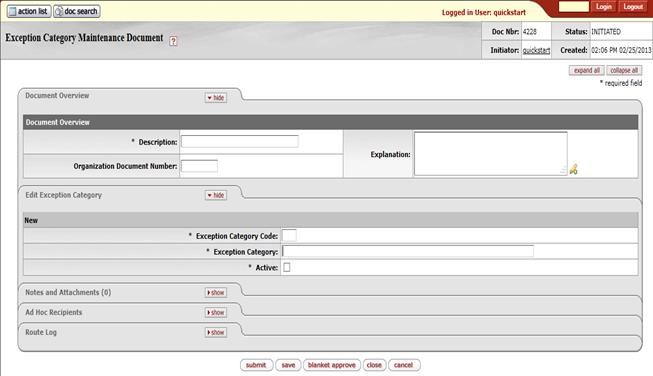 action list doc search Logged in User: quickstart Login Logout
Exception Category Maintenance Document ? Doc Nbr: 4228 Status: INITIATED
Initiator: quickstart Created: 02:06 PM 02/25/2013
expand all collapse all
* required field
Document Overview hide
Document Overview
* Description: Explanation:
Organization Document Number:
Edit Exception Category hide
New
* Exception Category Code:
* Exception Category:
* Active:
Notes and Attachments (0) show
Ad Hoc Recipients show
Route Log show
submit save blanket approve close cancel